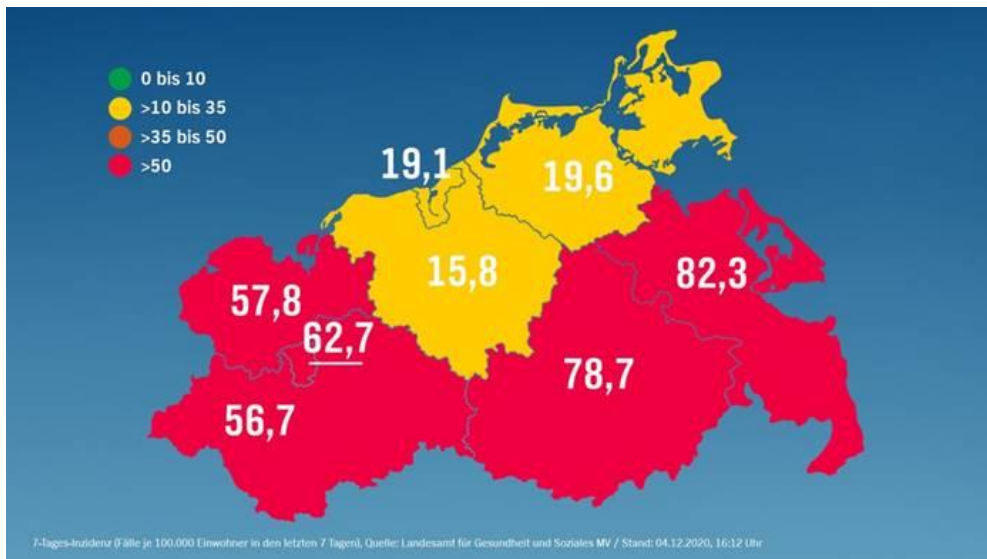 0 bis 10
>10 bis 35
>35 bis 50
>50
19,1
19,6
15,8
82,3
57,8
62,7
78,7
56,7
7-Tages-Inzidenz (Fälle je 100.000 Einwohner in den letzten 7 Tagen), Quelle: Landesamt für Gesundheit und Soziales MV / Stand: 04.12.2020, 16:12 Uhr